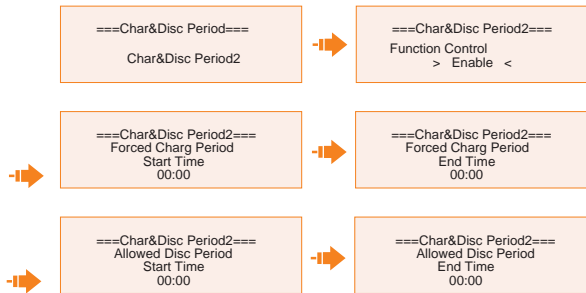 ===Char&Disc Period===
Char&Disc Period2
===Char&Disc Period2===
Function Control
> Enable <
===Char&Disc Period2===
Forced Charg Period
Start Time
00:00
===Char&Disc Period2===
Forced Charg Period
End Time
00:00
===Char&Disc Period2===
Allowed Disc Period
Start Time
00:00
===Char&Disc Period2===
Allowed Disc Period
End Time
00:00